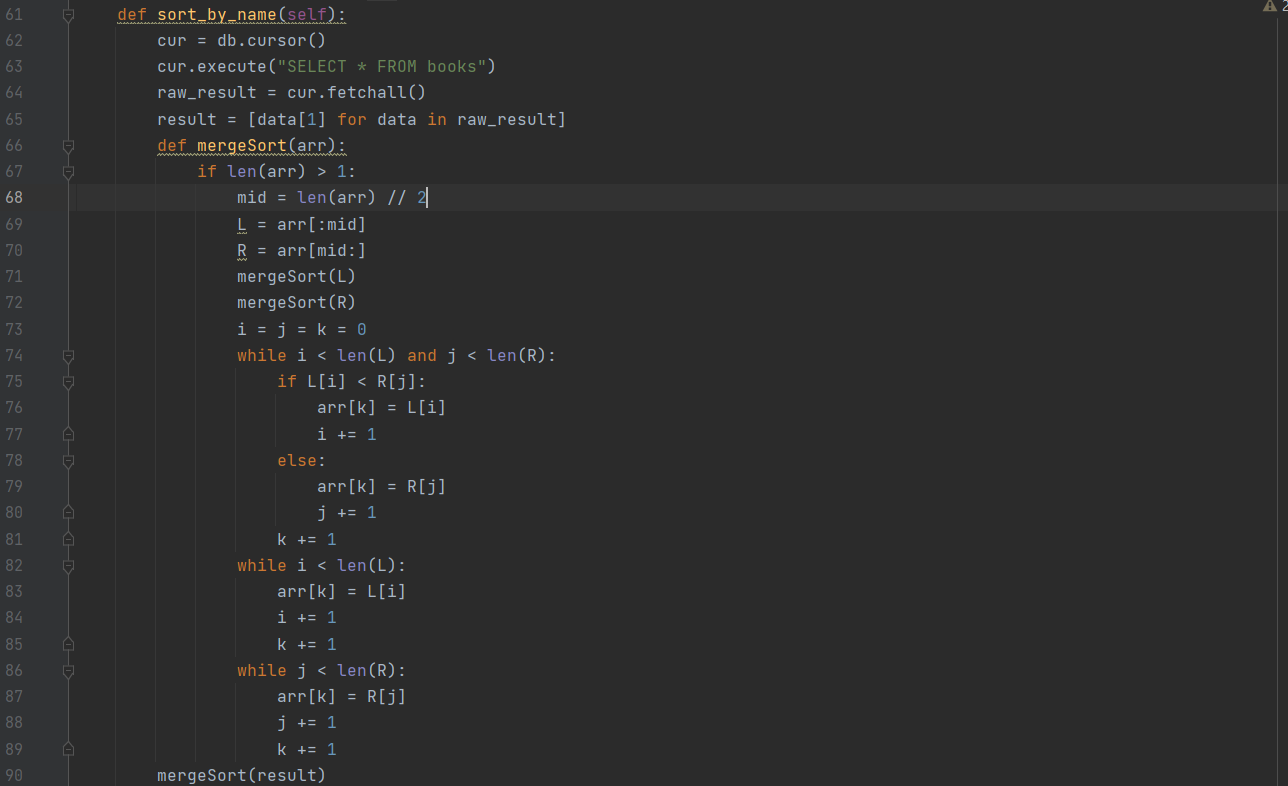 61 def sort_by_name(self):
62 cur = db.cursor()
63 cur.execute("SELECT * FROM books")
64 raw_result = cur.fetchall()
65 result = [data[1] for data in raw_result]
66 def mergeSort(arr):
67 if len(arr) > 1:
68 mid = len(arr) // 2
69 L = arr[:mid]
70 R = arr[mid:]
71 mergeSort(L)
72 mergeSort(R)
73 i = j = k = 0
74 while i < len(L) and j < len(R):
75 if L[i] < R[j]:
76 arr[k] = L[i]
77 i += 1
78 else:
79 arr[k] = R[j]
80 j += 1
81 k += 1
82 while i < len(L):
83 arr[k] = L[i]
84 i += 1
85 k += 1
86 while j < len(R):
87 arr[k] = R[j]
88 j += 1
89 k += 1
90 mergeSort(result)